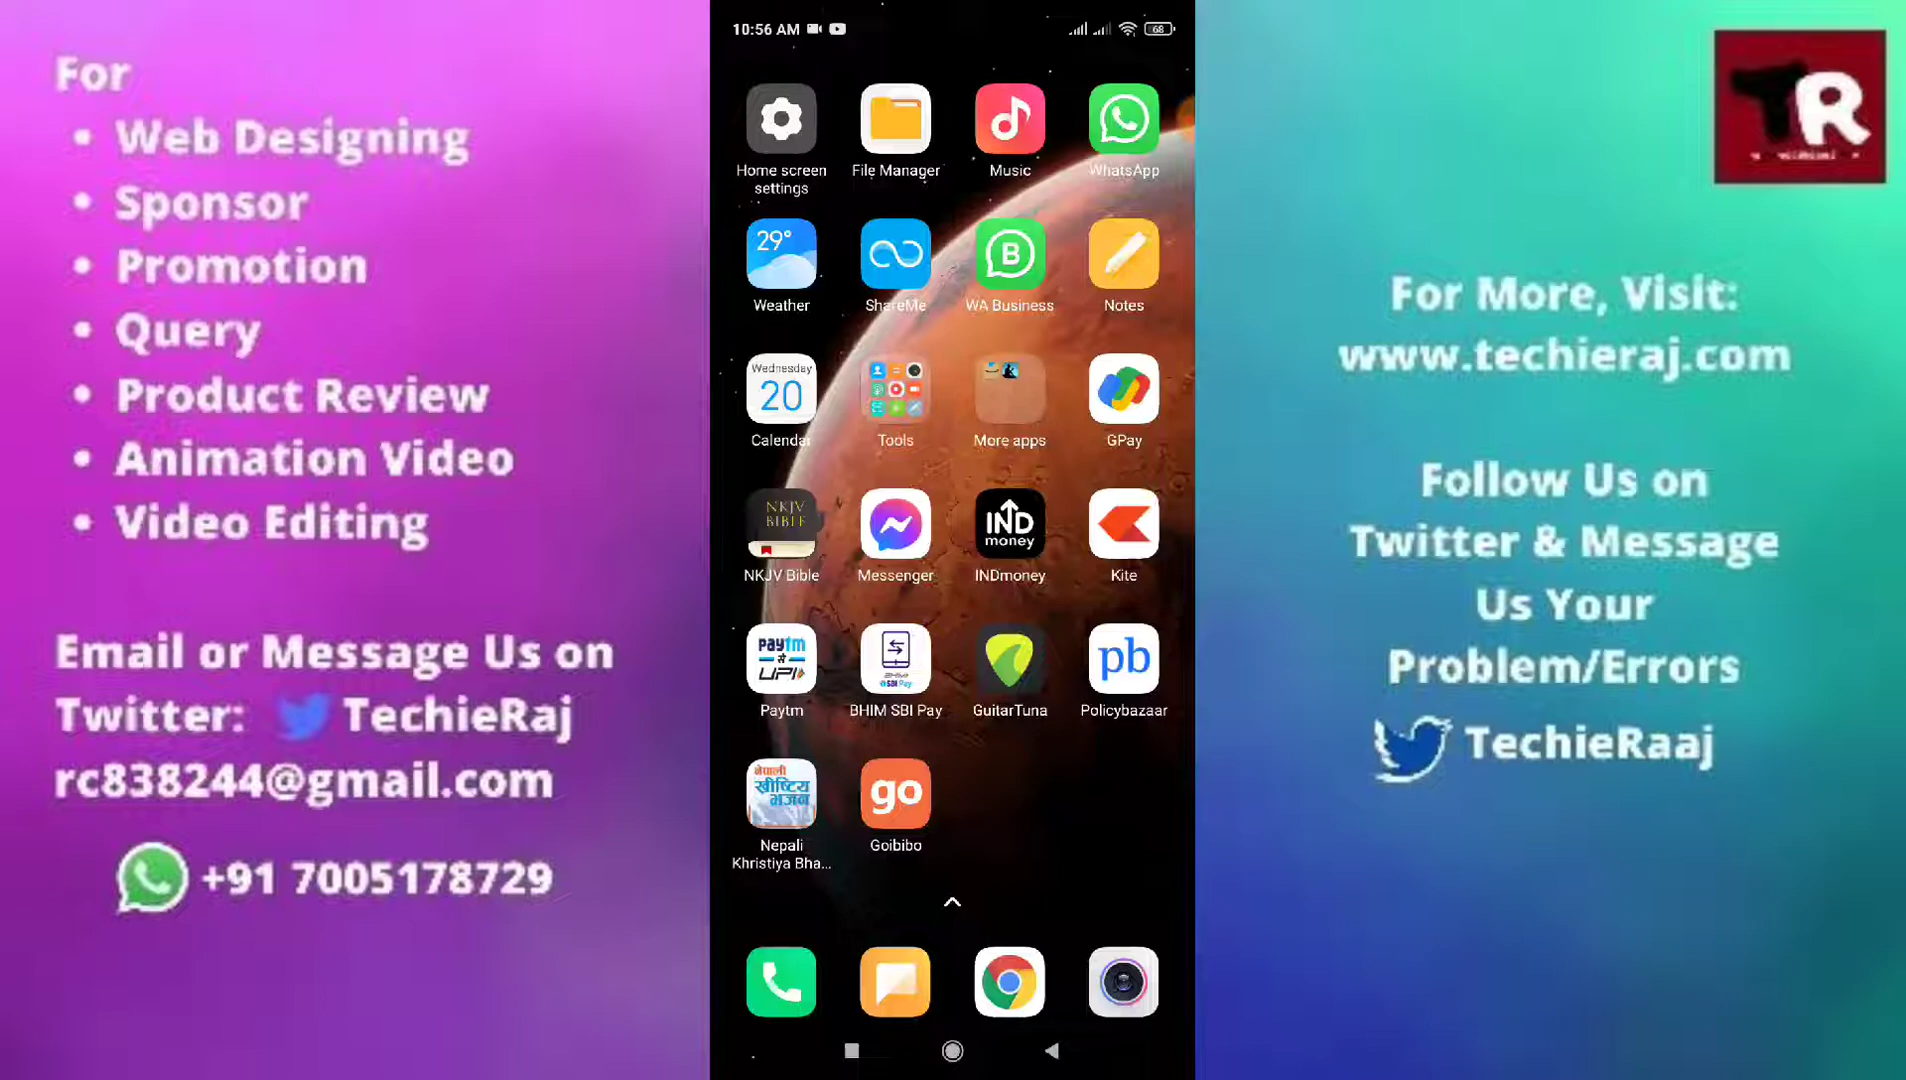 For
• Web Designing
• Sponsor
• Promotion
• Query
• Product Review
• Animation Video
• Video Editing
Email or Message Us on
Twitter: TechieRaj
rc838244@gmail.com
+91 7005178729
10:56 AM
68
Home screen
settings
File Manager
Music
WhatsApp
29°
Weather
ShareMe
B
WA Business
Notes
Wednesday
20
Calendar
Tools
More apps
GPay
NKJV
BIBLE
NKJV Bible
Messenger
IND
money
INDmoney
Kite
paytm
UPI
Paytm
BHIM
SBI Pay
BHIM SBI Pay
GuitarTuna
pb
Policybazaar
नेपाली
ख्रीष्टिय
भजन
Nepali
Khristiya Bha...
go
Goibibo
TR
For More, Visit:
www.techieraj.com
Follow Us on
Twitter & Message
Us Your
Problem/Errors
TechieRaaj